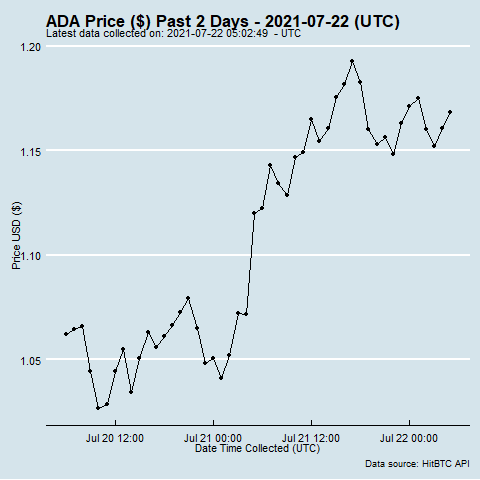 ADA Price ($) Past 2 Days - 2021-07-22 (UTC)
Latest data collected on: 2021-07-22 05:02:49 - UTC
1.20
1.15
1.10
1.05
Price USD ($)
Jul 20 12:00
Jul 21 00:00
Jul 21 12:00
Jul 22 00:00
Date Time Collected (UTC)
Data source: HitBTC API